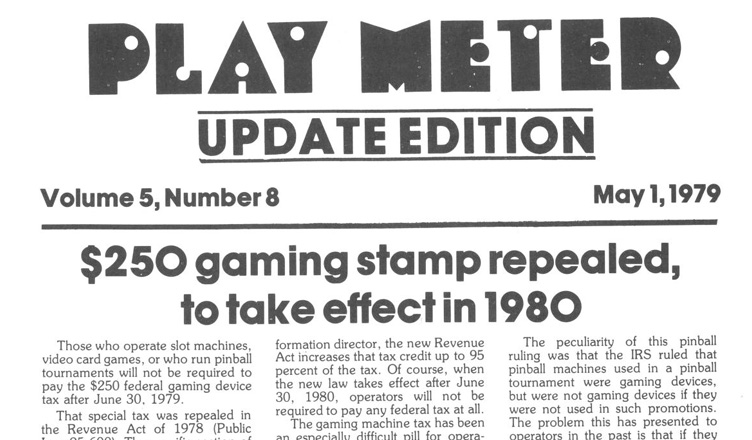 PLAY METER
UPDATE EDITION
Volume 5, Number 8
May 1, 1979
$250 gaming stamp repealed,
to take effect in 1980
Those who operate slot machines,
video card games, or who run pinball
tournaments will not be required to
pay the $250 federal gaming device
tax after June 30, 1979.
That special tax was repealed in
the Revenue Act of 1978 (Public
formation director, the new Revenue
Act increases that tax credit up to 95
percent of the tax. Of course, when
the new law takes effect after June
30, 1980, operators will not be
required to pay any federal tax at all.
The gaming machine tax has been
an especially difficult pill for opera-
The peculiarity of this pinball
ruling was that the IRS ruled that
pinball machines used in a pinball
tournament were gaming devices,
but were not gaming devices if they
were not used in such promotions.
The problem this has presented to
operators in the past is that if they